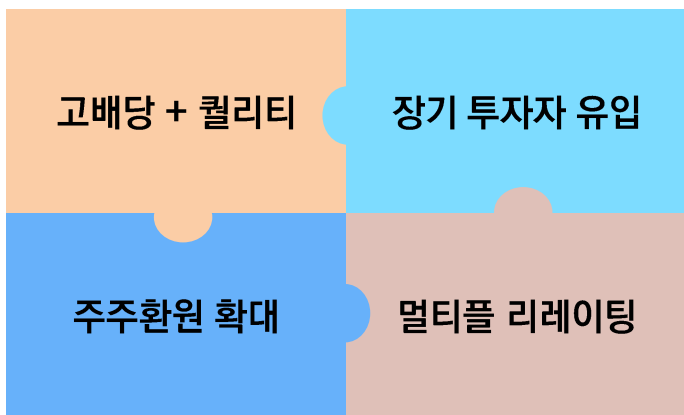 고배당 + 퀄리티
장기 투자자 유입
주주환원 확대
멀티플 리레이팅